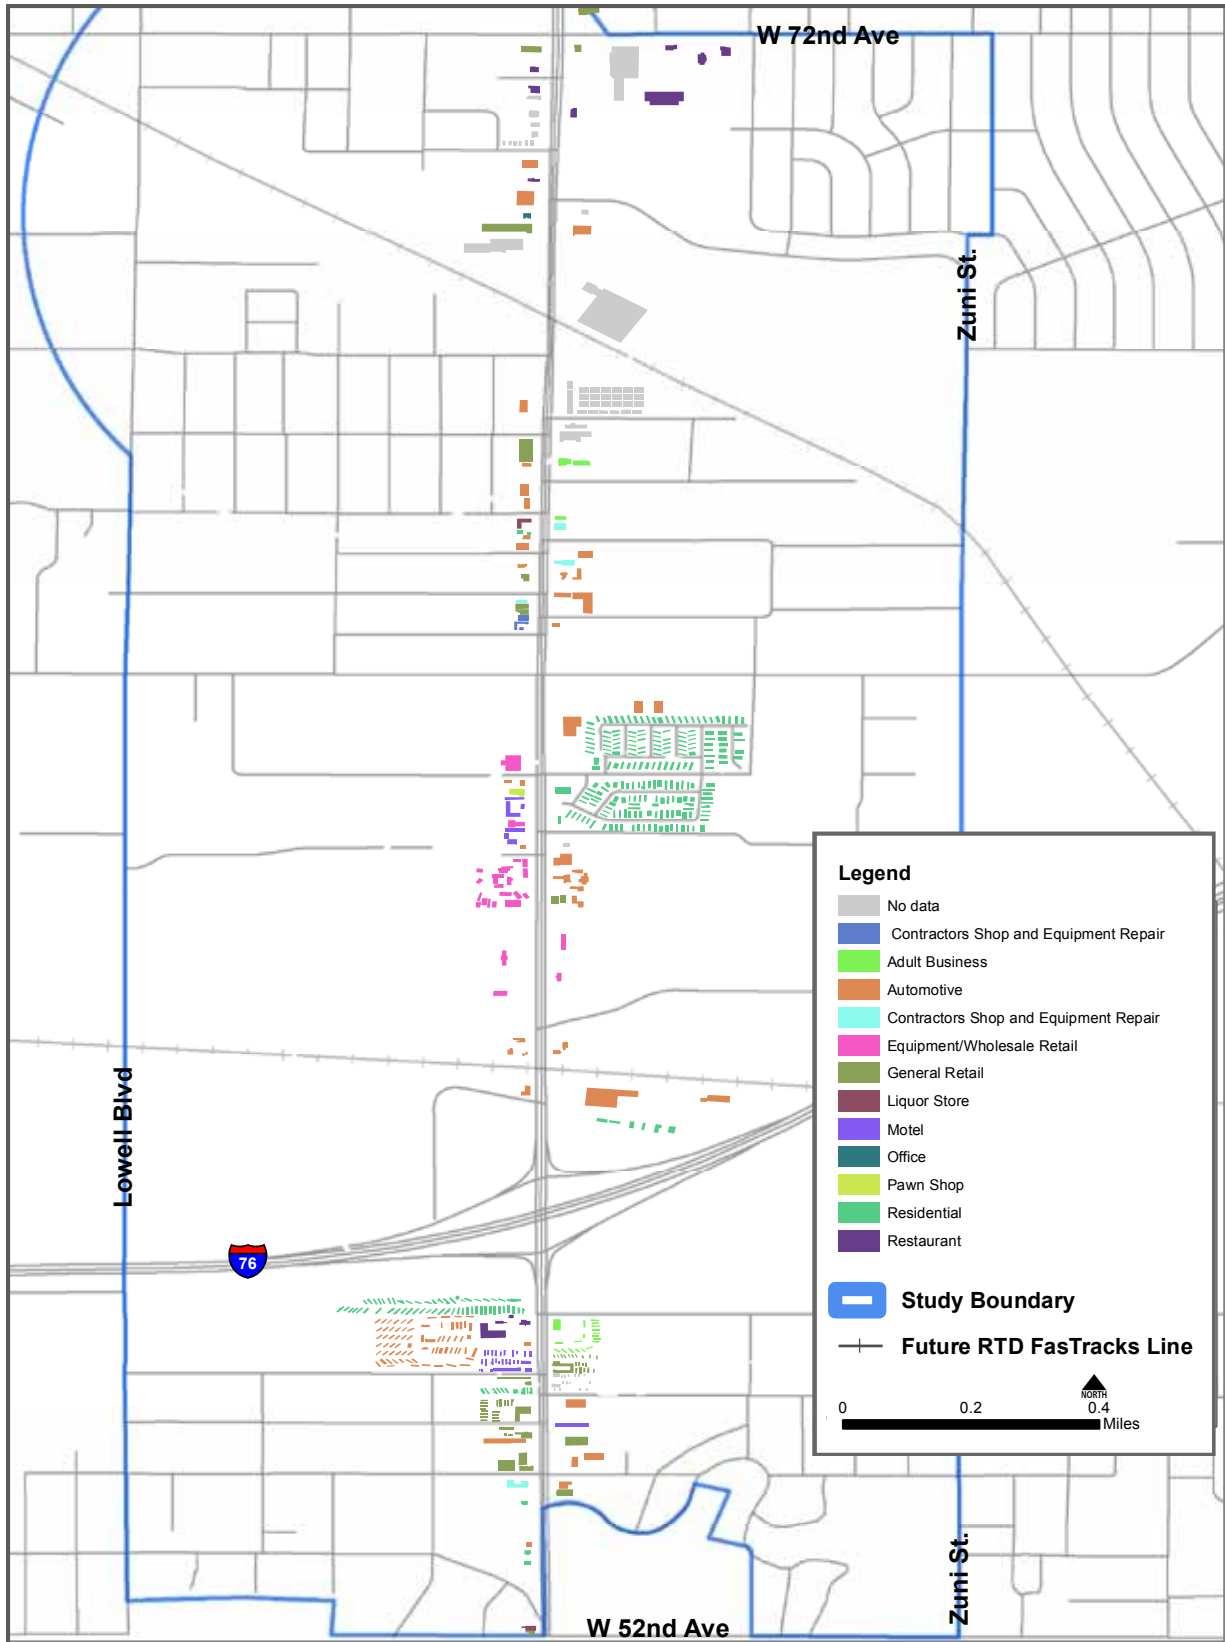 W 72nd Ave
Zuni St.
Lowell Blvd
76
Legend
No data
Contractors Shop and Equipment Repair
Adult Business
Automotive
Contractors Shop and Equipment Repair
Equipment/Wholesale Retail
General Retail
Liquor Store
Motel
Office
Pawn Shop
Residential
Restaurant
Study Boundary
Future RTD FasTracks Line
NORTH
0 0.2 0.4
Miles
Zuni St.
W 52nd Ave